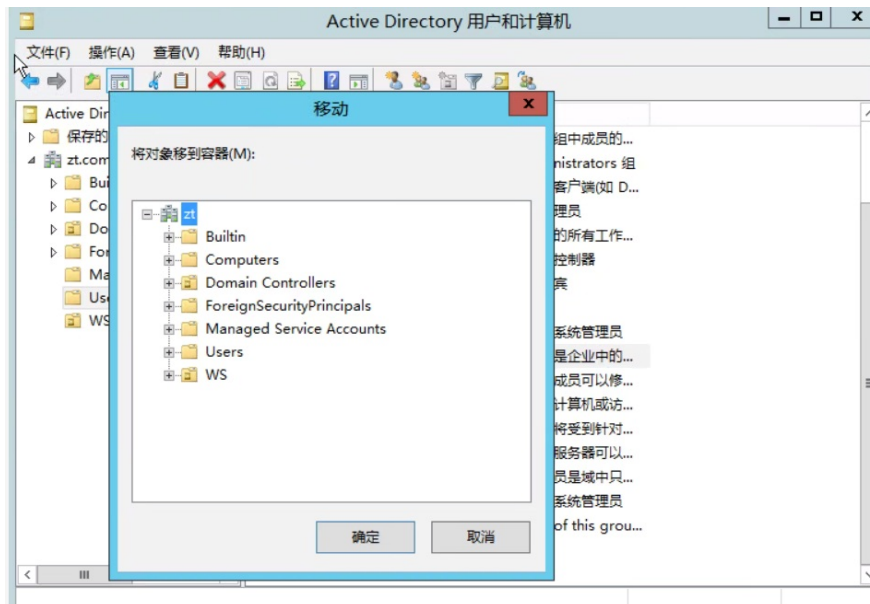 Active Directory 用户和计算机
文件(F) 操作(A) 查看(V) 帮助(H)
Active Dir
保存的
zt.com
Bui
Co
Do
For
Ma
Use
WS
移动
将对象移到容器(M):
zt
Builtin
Computers
Domain Controllers
ForeignSecurityPrincipals
Managed Service Accounts
Users
WS
确定 取消
组中成员的...
nistrators 组
客户端(如 D...
理员
的所有工作...
控制器
宾
系统管理员
是企业中的...
成员可以修...
计算机或访...
将受到针对...
服务器可以...
员是域中只...
系统管理员
of this grou...